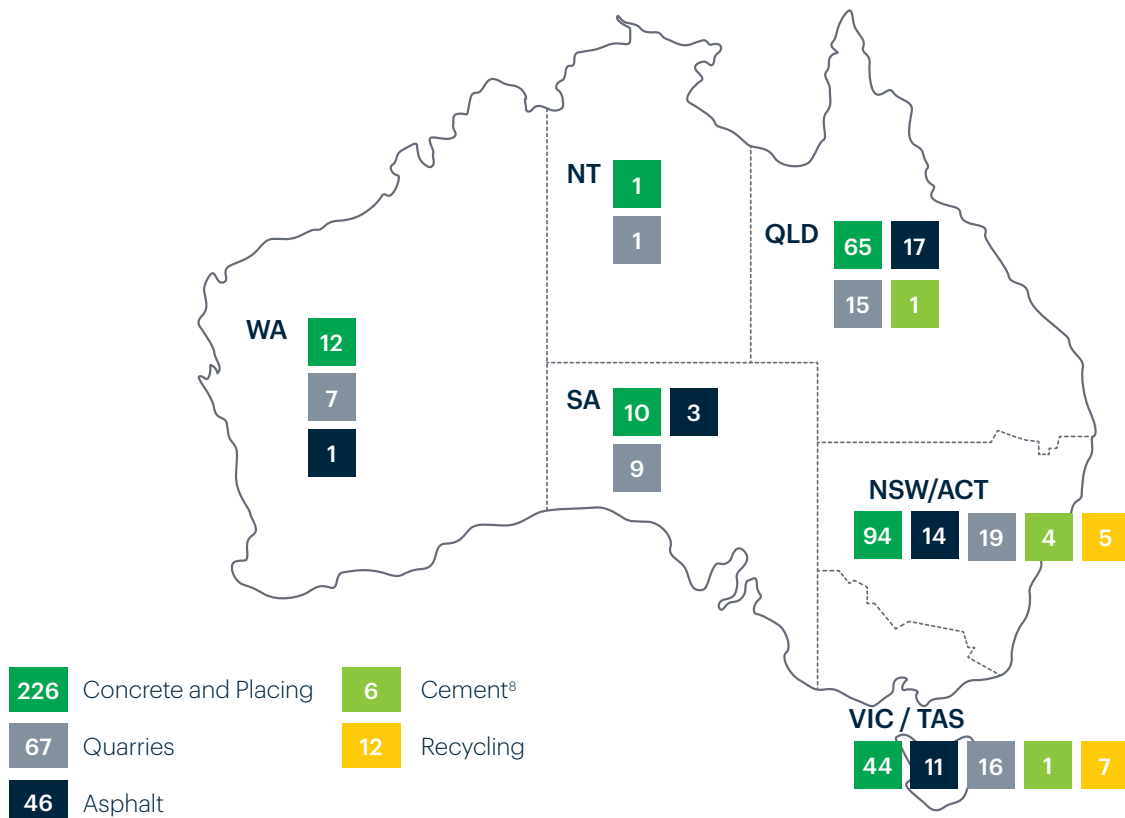 NT
1
1
QLD
65 17
15 1
WA
12
7
1
SA
10 3
9
NSW/ACT
94 14 19 4 5
226 Concrete and Placing
6 Cement⁸
67 Quarries
12 Recycling
46 Asphalt
VIC / TAS
44 11 16 1 7